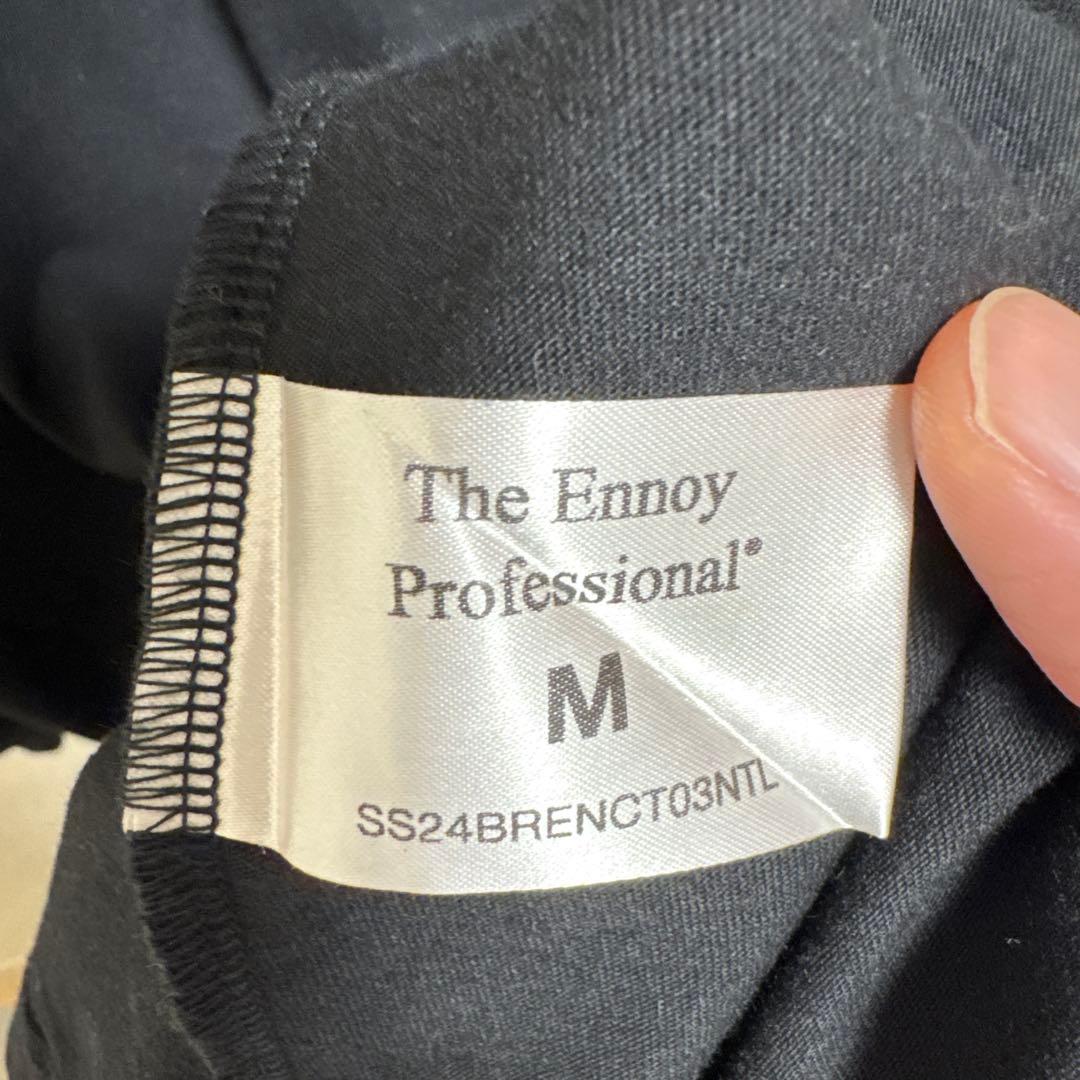 The Ennoy
Professional®
M
SS24BRENCT03NTL